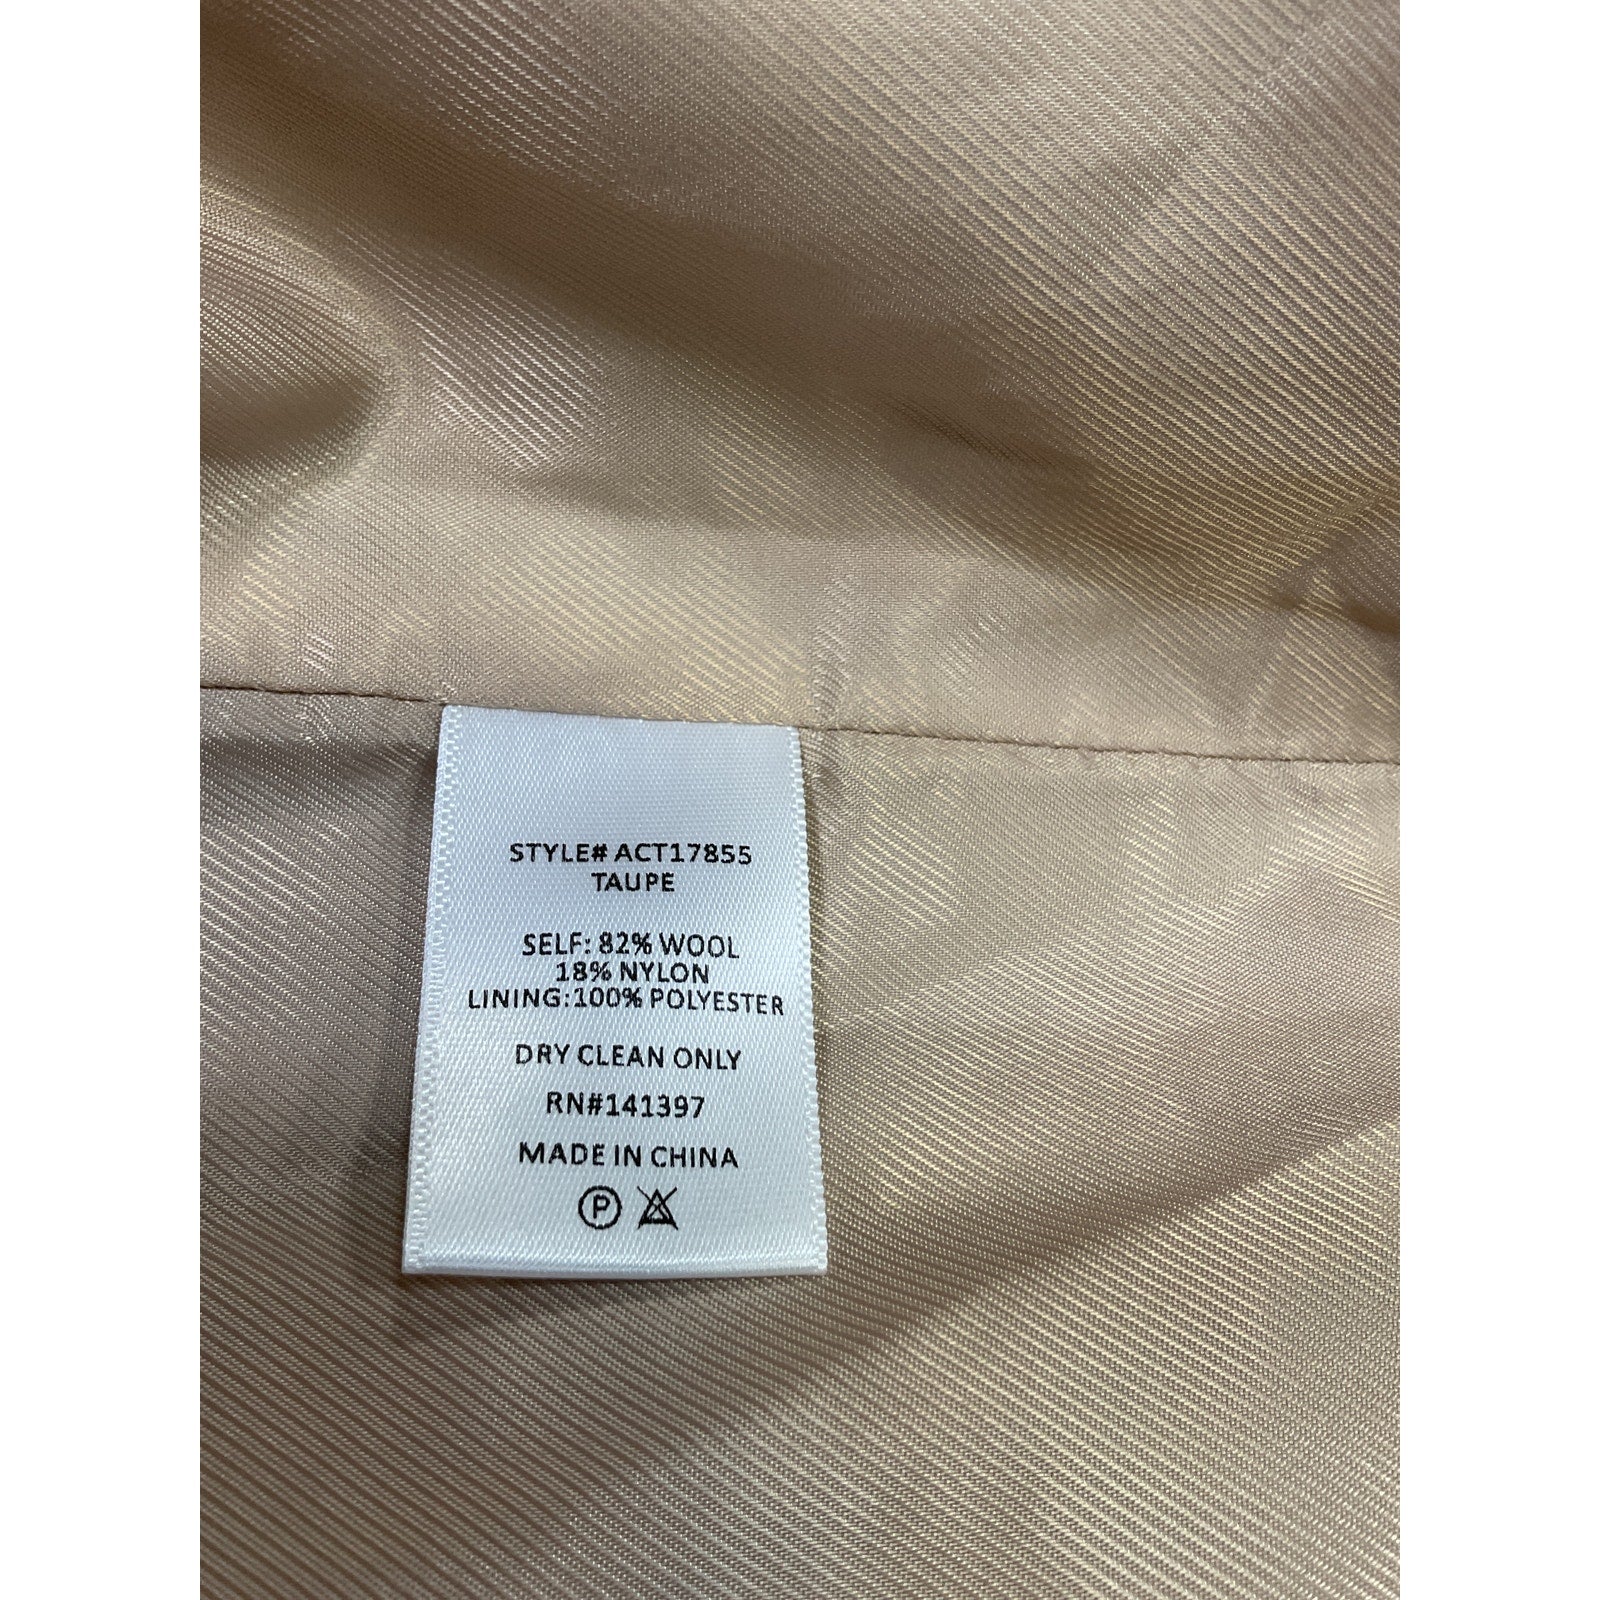 STYLE# ACT17855
TAUPE
SELF: 82% WOOL
18% NYLON
LINING:100% POLYESTER
DRY CLEAN ONLY
RN#141397
MADE IN CHINA
P